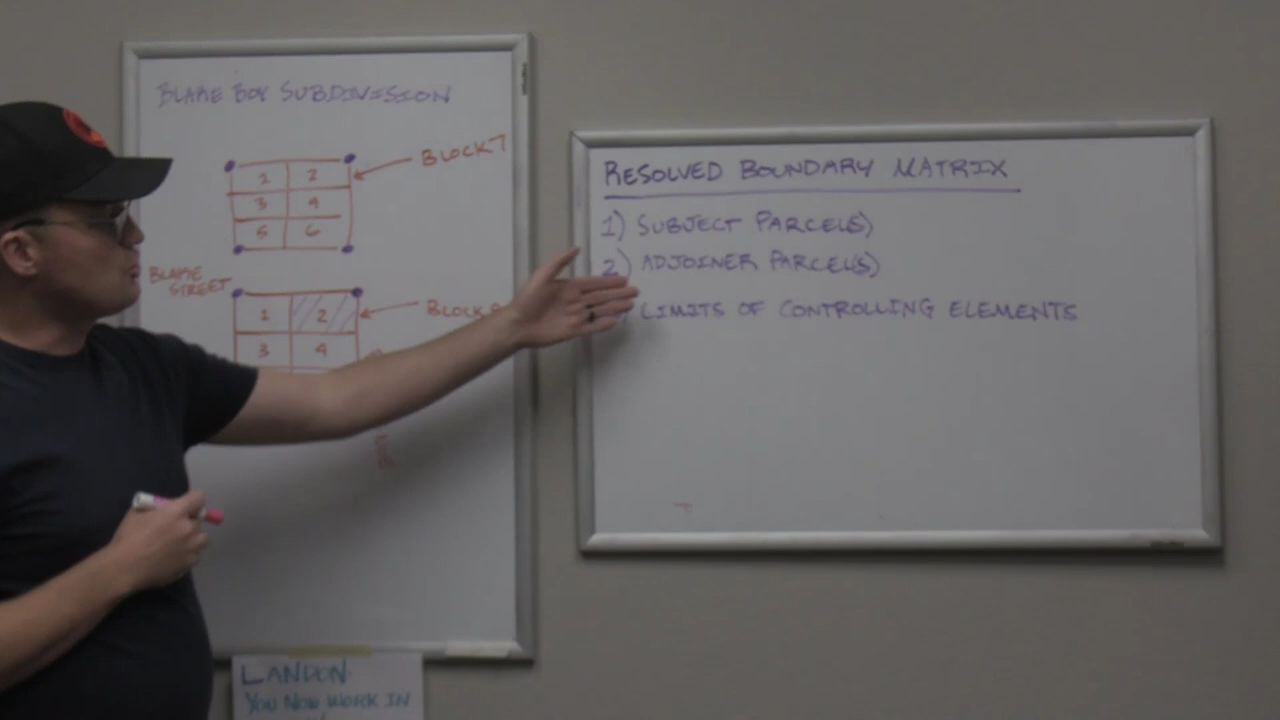 BLAKE BOY SUBDIVISION
BLOCK 7
1 2
3 4
5 6
BLAKE STREET
BLOCK
1 2
3 4
RESOLVED BOUNDARY MATRIX
1) SUBJECT PARCEL(S)
2) ADJOINER PARCEL(S)
LIMITS OF CONTROLLING ELEMENTS
LANDON
YOU NOW WORK IN